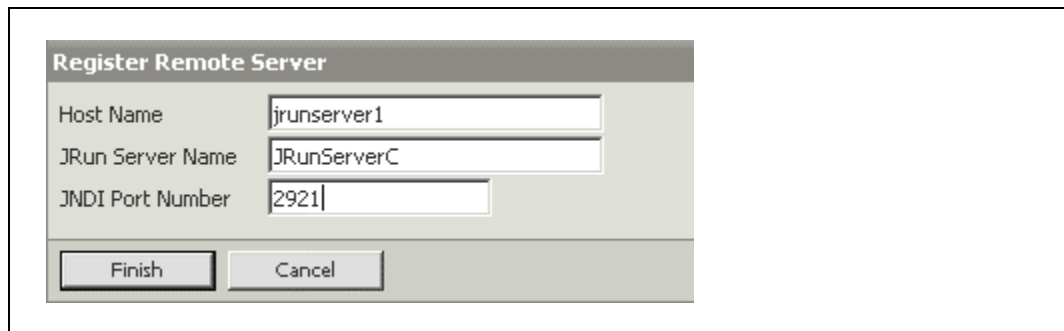 Register Remote Server
Host Name jrunserver1
JRun Server Name JRunServerC
JNDI Port Number 2921
Finish Cancel